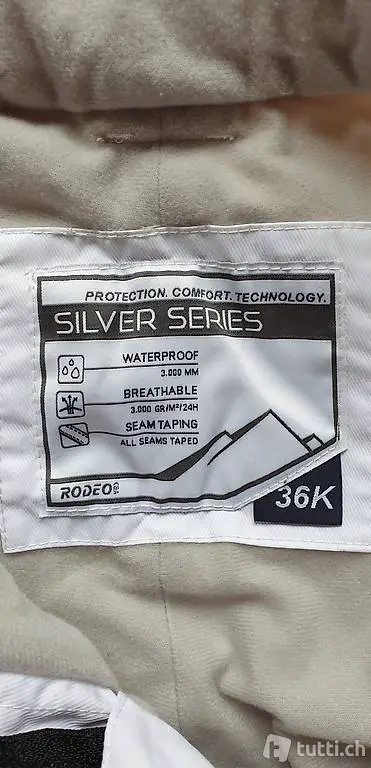 PROTECTION. COMFORT. TECHNOLOGY.
SILVER SERIES
WATERPROOF
3.000 MM
BREATHABLE
3.000 GR/M²/24H
SEAM TAPING
ALL SEAMS TAPED
RODEO
36K
t tutti.ch